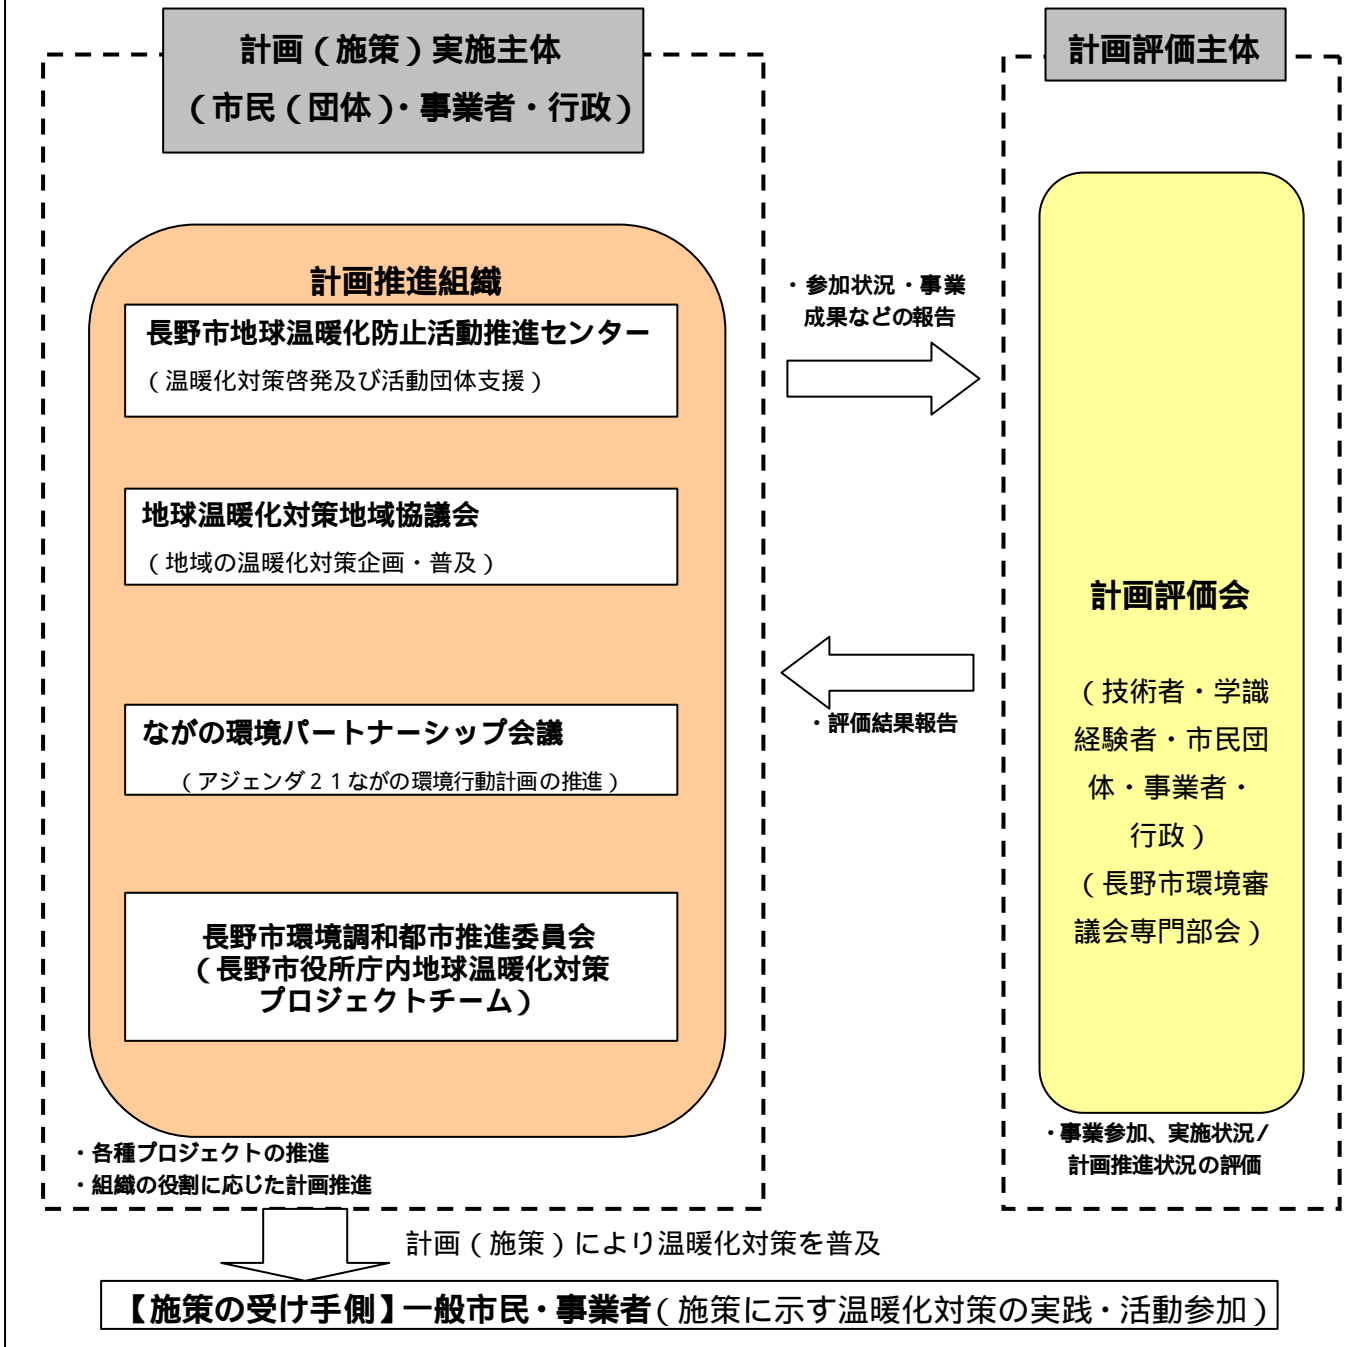 計画（施策）実施主体
（市民（団体）・事業者・行政）
計画推進組織
長野市地球温暖化防止活動推進センター
（温暖化対策啓発及び活動団体支援）
地球温暖化対策地域協議会
（地域の温暖化対策企画・普及）
ながの環境パートナーシップ会議
（アジェンダ２１ながの環境行動計画の推進）
長野市環境調和都市推進委員会
（長野市役所庁内地球温暖化対策
プロジェクトチーム）
・各種プロジェクトの推進
・組織の役割に応じた計画推進
・参加状況・事業
成果などの報告
・評価結果報告
計画評価主体
計画評価会
（技術者・学識
経験者・市民団
体・事業者・
行政）
（長野市環境審
議会専門部会）
・事業参加、実施状況/
計画推進状況の評価
計画（施策）により温暖化対策を普及
【施策の受け手側】一般市民・事業者（施策に示す温暖化対策の実践・活動参加）